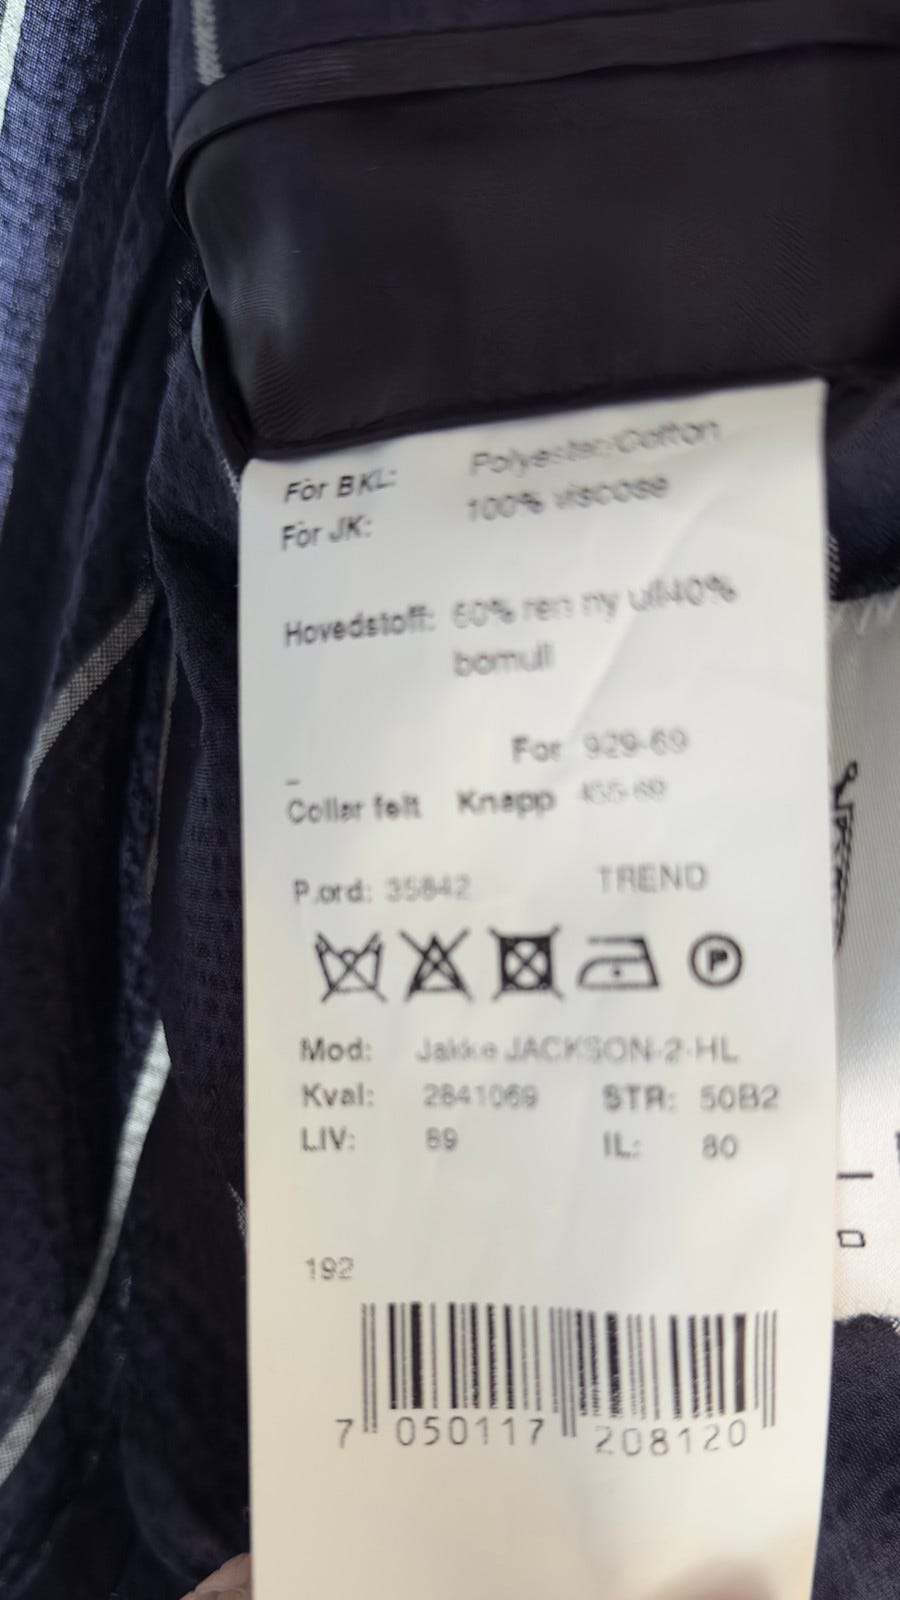 Fòr BKL: Polyester/Cotton
Fòr JK: 100% viscose
Hovedstoff: 60% ren ny ull40%
bomull
For 929-69
Collar felt Knapp 455-69
P.ord: 35842 TREND
P
Mod: Jakke JACKSON-2-HL
Kval: 2841069 STR: 50B2
LIV: 89 IL: 80
192
7 050117 208120